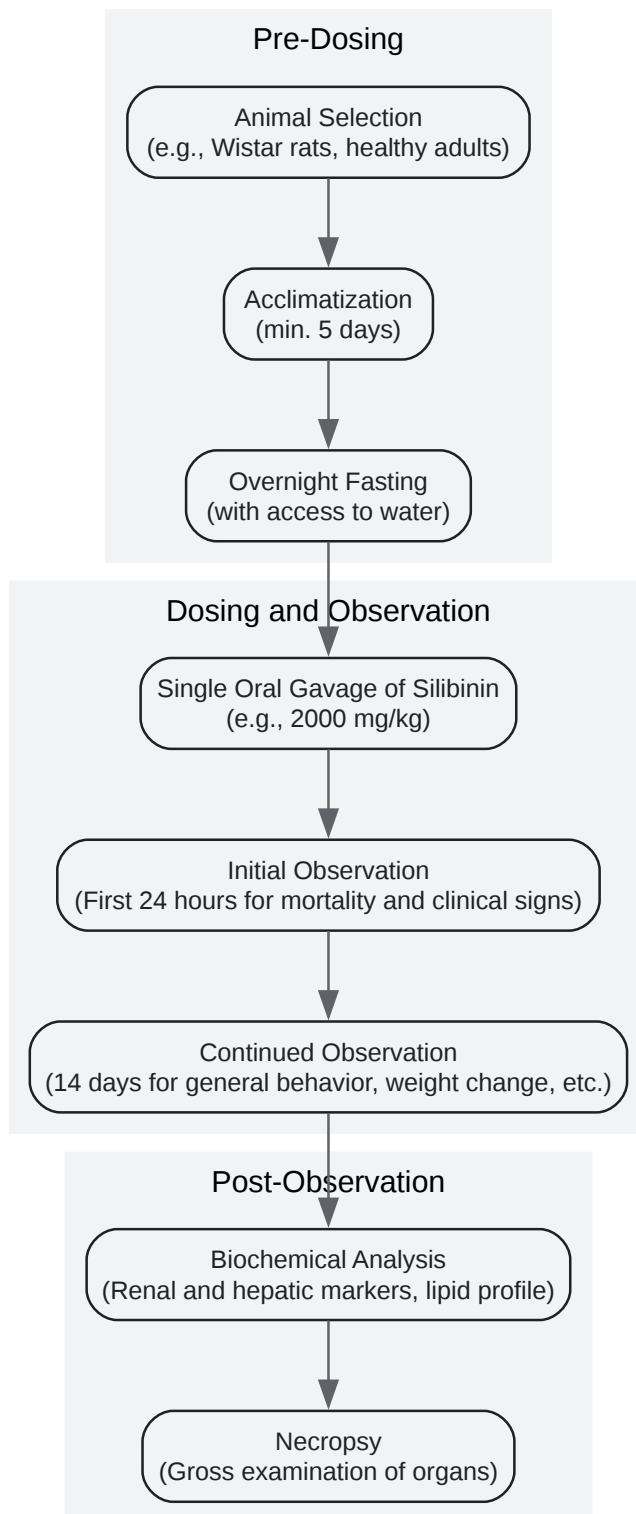 Pre-Dosing
Animal Selection
(e.g., Wistar rats, healthy adults)
Acclimatization
(min. 5 days)
Overnight Fasting
(with access to water)
Dosing and Observation
Single Oral Gavage of Silibinin
(e.g., 2000 mg/kg)
Initial Observation
(First 24 hours for mortality and clinical signs)
Continued Observation
(14 days for general behavior, weight change, etc.)
Post-Observation
Biochemical Analysis
(Renal and hepatic markers, lipid profile)
Necropsy
(Gross examination of organs)